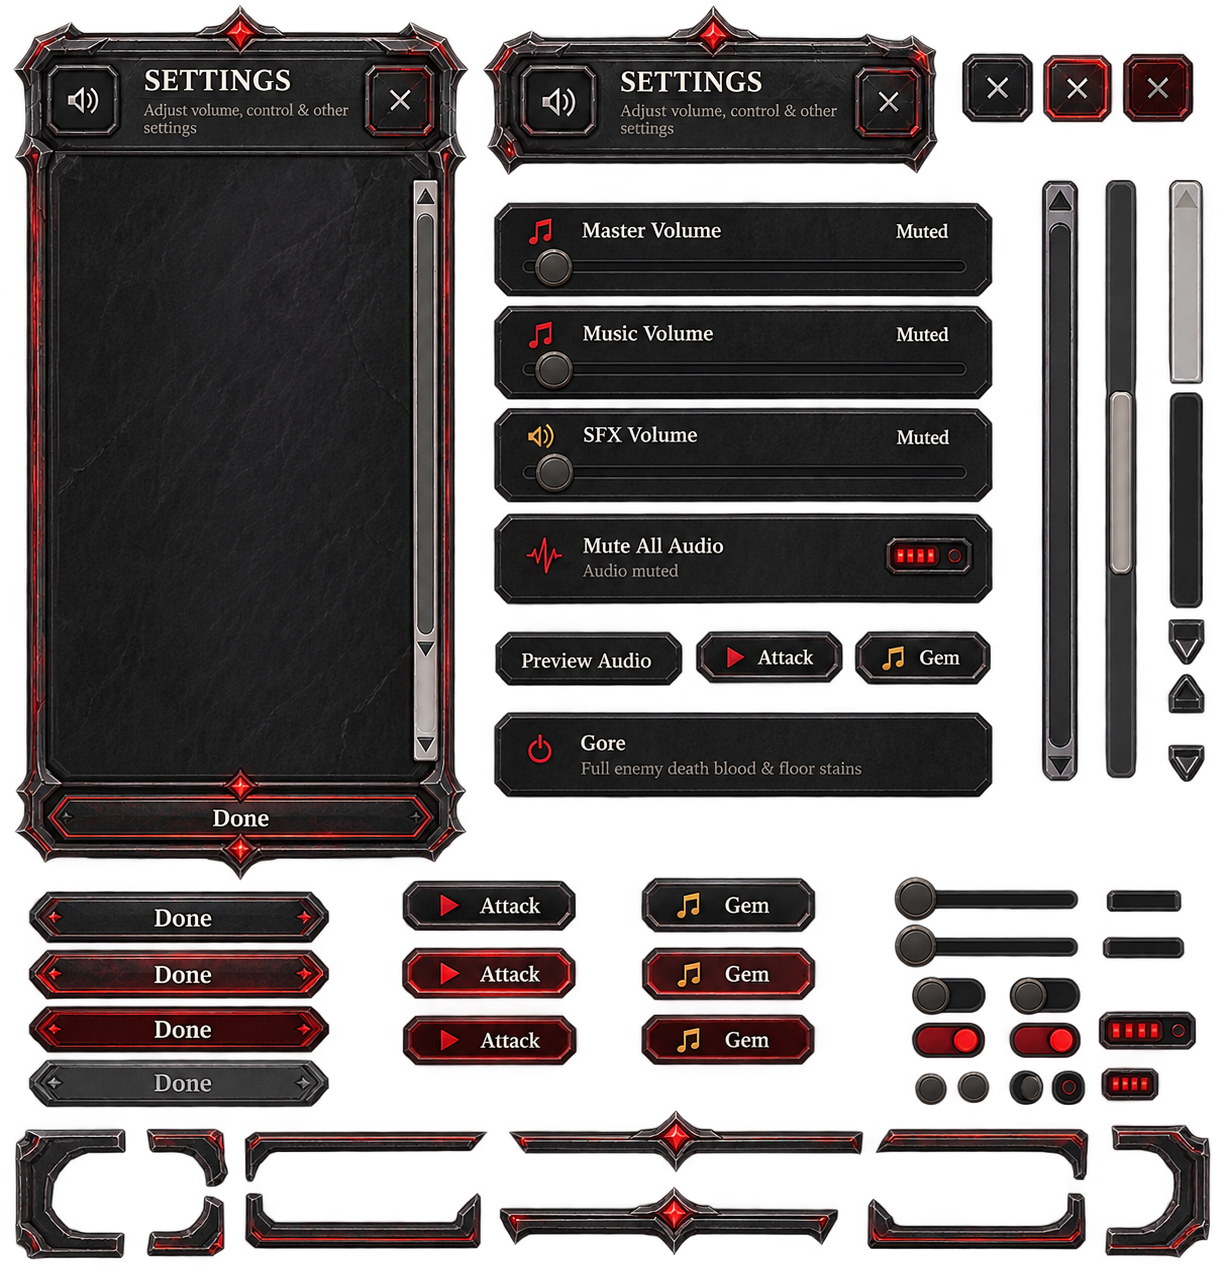 SETTINGS
Adjust volume, control & other
settings
SETTINGS
Adjust volume, control & other
settings
Master Volume
Muted
Music Volume
Muted
SFX Volume
Muted
Mute All Audio
Audio muted
Preview Audio
Attack
Gem
Gore
Full enemy death blood & floor stains
Done
Done
Attack
Gem
Done
Attack
Gem
Done
Attack
Gem
Done